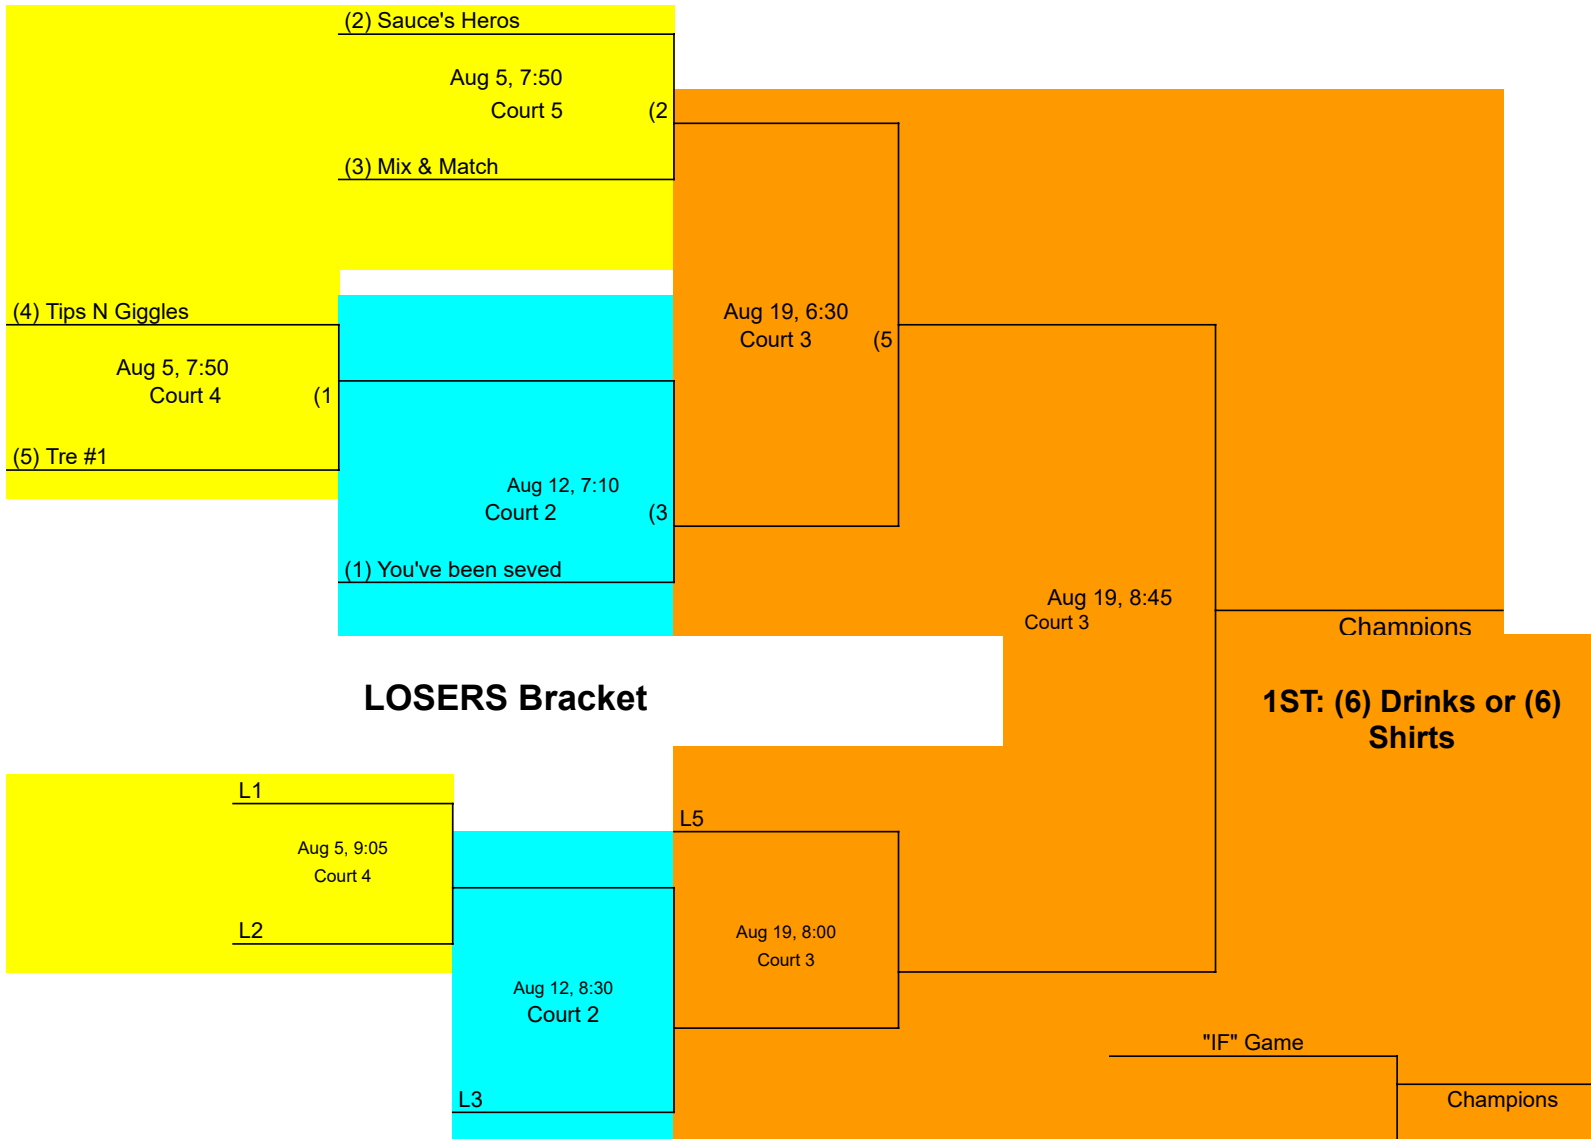 (2) Sauce's Heros
Aug 5, 7:50
Court 5
(2
(3) Mix & Match
(4) Tips N Giggles
Aug 5, 7:50
Court 4
(1
(5) Tre #1
Aug 19, 6:30
Court 3
(5
Aug 12, 7:10
Court 2
(3
(1) You've been seved
Aug 19, 8:45
Court 3
Champions
LOSERS Bracket
1ST: (6) Drinks or (6)
Shirts
L1
Aug 5, 9:05
Court 4
L2
L5
Aug 19, 8:00
Court 3
Aug 12, 8:30
Court 2
L3
"IF" Game
Champions